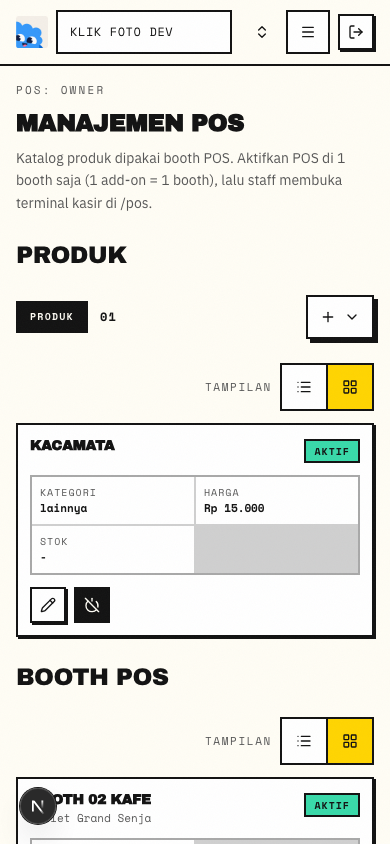 KLIK FOTO DEV
POS: OWNER
MANAJEMEN POS
Katalog produk dipakai booth POS. Aktifkan POS di 1
booth saja (1 add-on = 1 booth), lalu staff membuka
terminal kasir di /pos.
PRODUK
PRODUK 01
TAMPILAN
KACAMATA
AKTIF
KATEGORI
lainnya
HARGA
Rp 15.000
STOK
-
BOOTH POS
TAMPILAN
OTH 02 KAFE
AKTIF
let Grand Senja
N